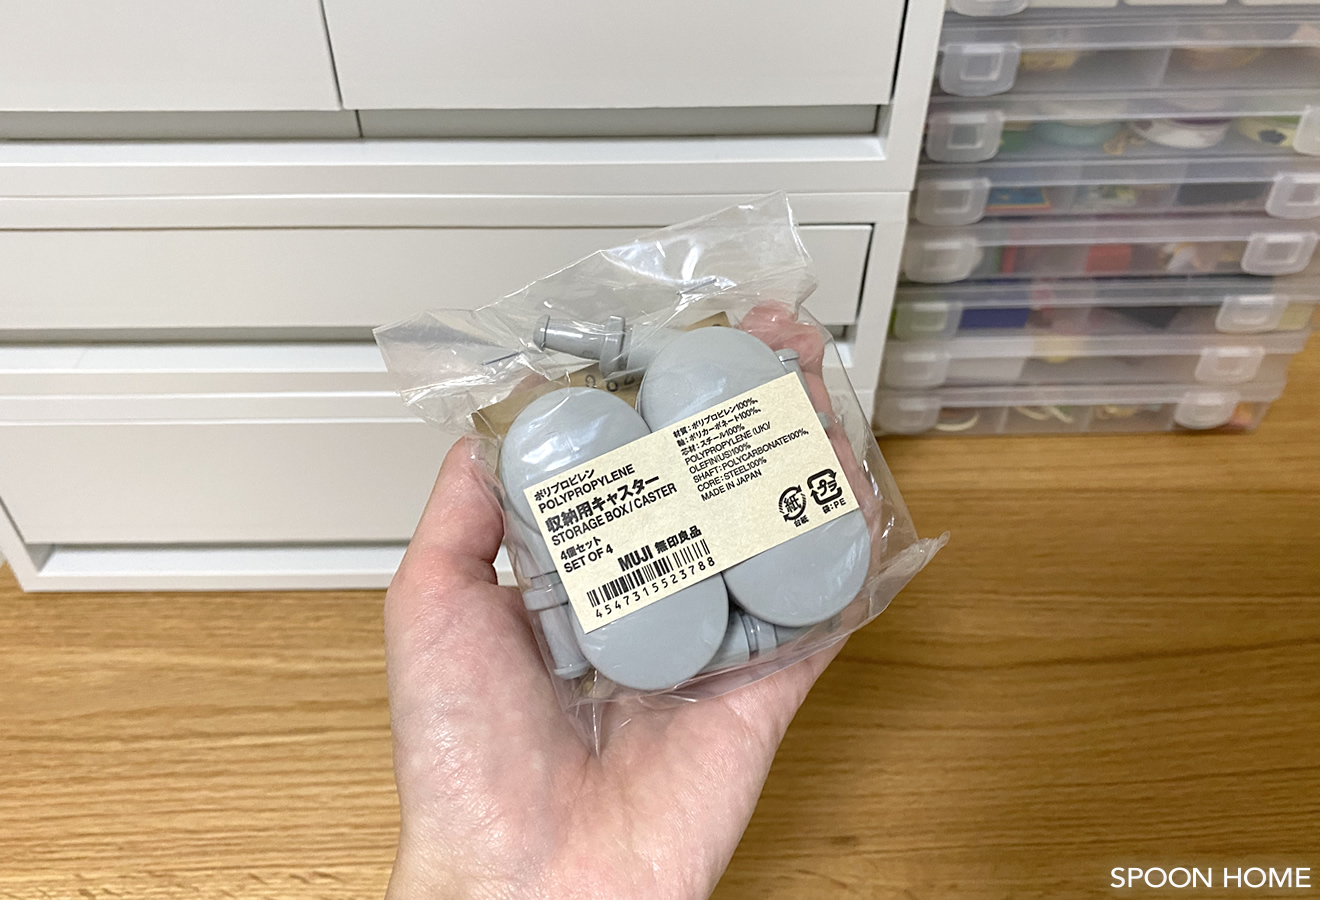 ポリプロピレン
POLYPROPYLENE
収納用キャスター
STORAGE BOX / CASTER
4個セット
SET OF 4
MUJI 無印良品
4547315523788
材質:ポリプロピレン100%、
軸:ポリカーボネート100%、
芯材:スチール100%
POLYPROPYLENE (UK)/
OLEFIN(US)100%
SHAFT:POLYCARBONATE100%,
CORE:STEEL100%
MADE IN JAPAN
紙
台紙
プラ
袋:PE
SPOON HOME